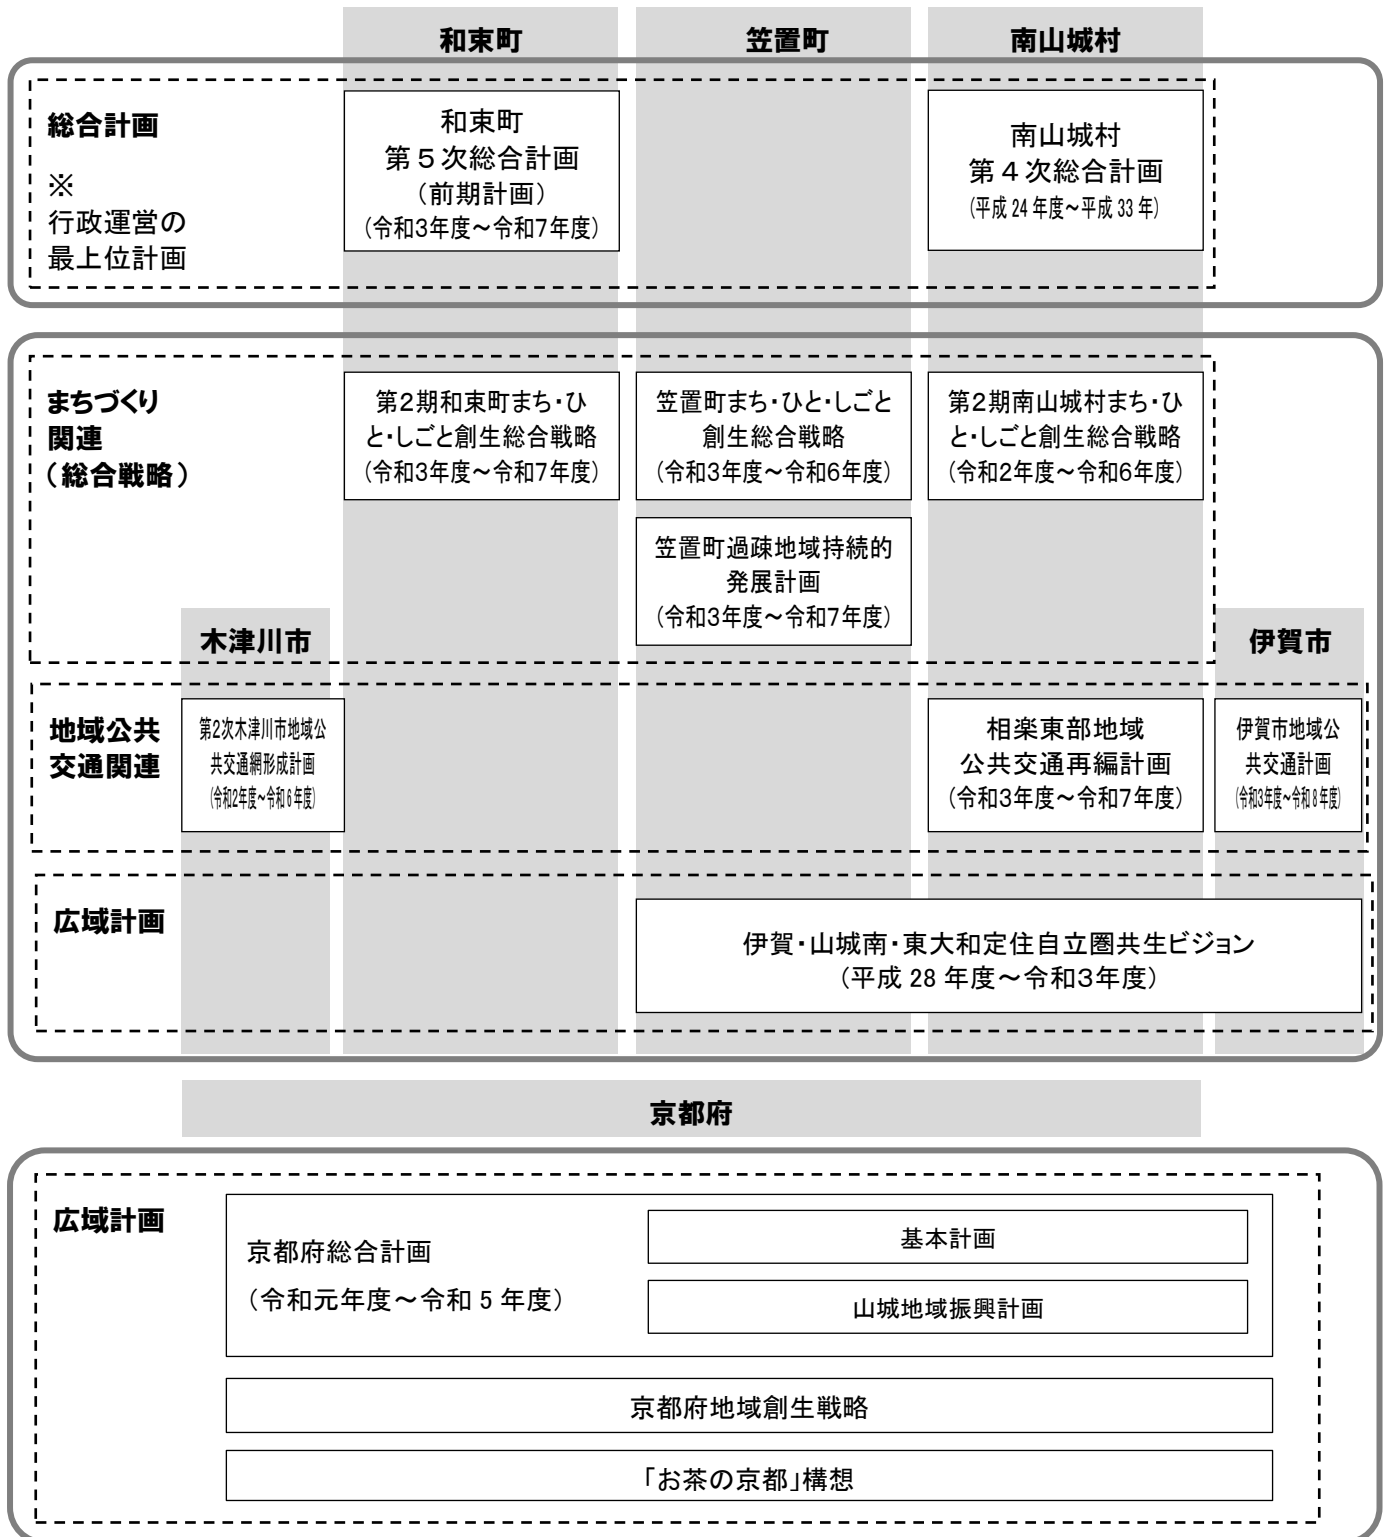 和束町
笠置町
南山城村
総合計画
※
行政運営の
最上位計画
和束町
第5次総合計画
（前期計画）
（令和3年度～令和7年度）
南山城村
第4次総合計画
（平成24年度～平成33年）
まちづくり
関連
（総合戦略）
第2期和束町まち・ひ
と・しごと創生総合戦略
（令和3年度～令和7年度）
笠置町まち・ひと・しごと
創生総合戦略
（令和3年度～令和6年度）
第2期南山城村まち・ひ
と・しごと創生総合戦略
（令和2年度～令和6年度）
笠置町過疎地域持続的
発展計画
（令和3年度～令和7年度）
木津川市
伊賀市
地域公共
交通関連
第2次木津川市地域公
共交通網形成計画
（令和2年度～令和6年度）
相楽東部地域
公共交通再編計画
（令和3年度～令和7年度）
伊賀市地域公
共交通計画
（令和3年度～令和8年度）
広域計画
伊賀・山城南・東大和定住自立圏共生ビジョン
（平成28年度～令和3年度）
京都府
広域計画
京都府総合計画
（令和元年度～令和5年度）
基本計画
山城地域振興計画
京都府地域創生戦略
「お茶の京都」構想